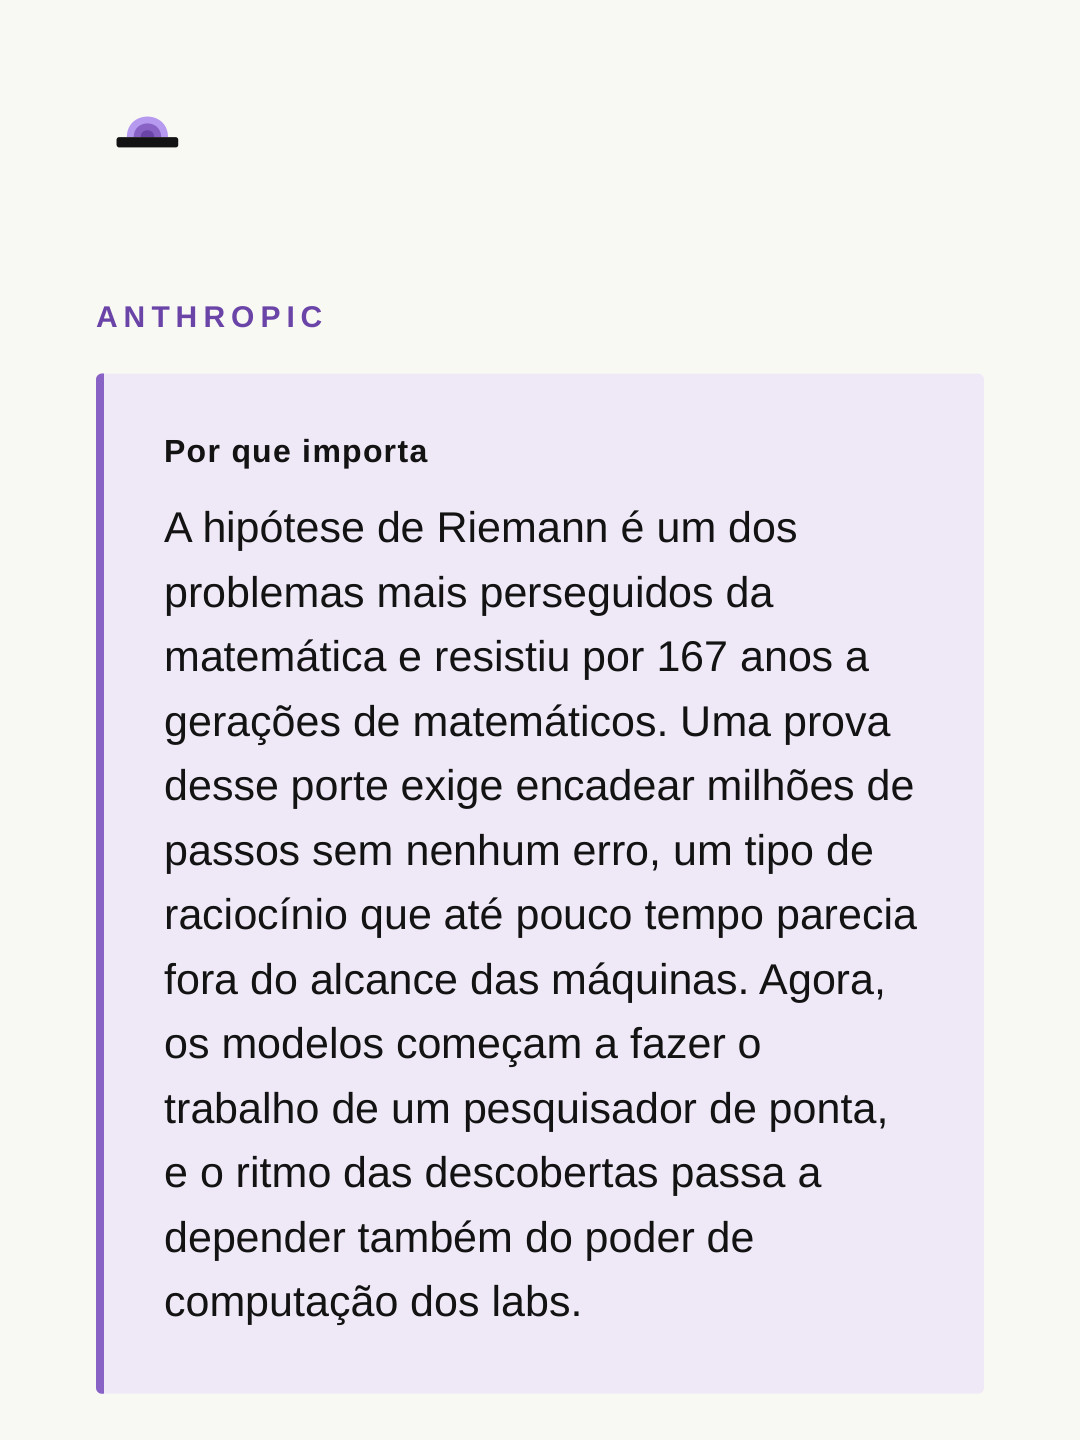 ANTHROPIC
Por que importa
A hipótese de Riemann é um dos
problemas mais perseguidos da
matemática e resistiu por 167 anos a
gerações de matemáticos. Uma prova
desse porte exige encadear milhões de
passos sem nenhum erro, um tipo de
raciocínio que até pouco tempo parecia
fora do alcance das máquinas. Agora,
os modelos começam a fazer o
trabalho de um pesquisador de ponta,
e o ritmo das descobertas passa a
depender também do poder de
computação dos labs.